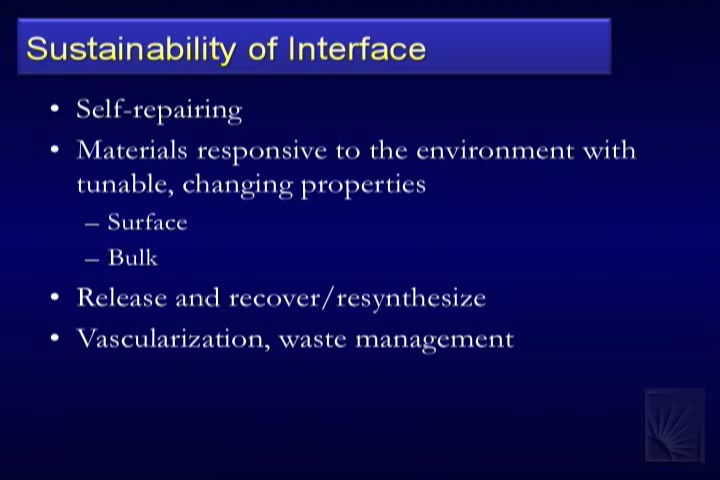 Sustainability of Interface
• Self-repairing
• Materials responsive to the environment with
tunable, changing properties
– Surface
– Bulk
• Release and recover/resynthesize
• Vascularization, waste management